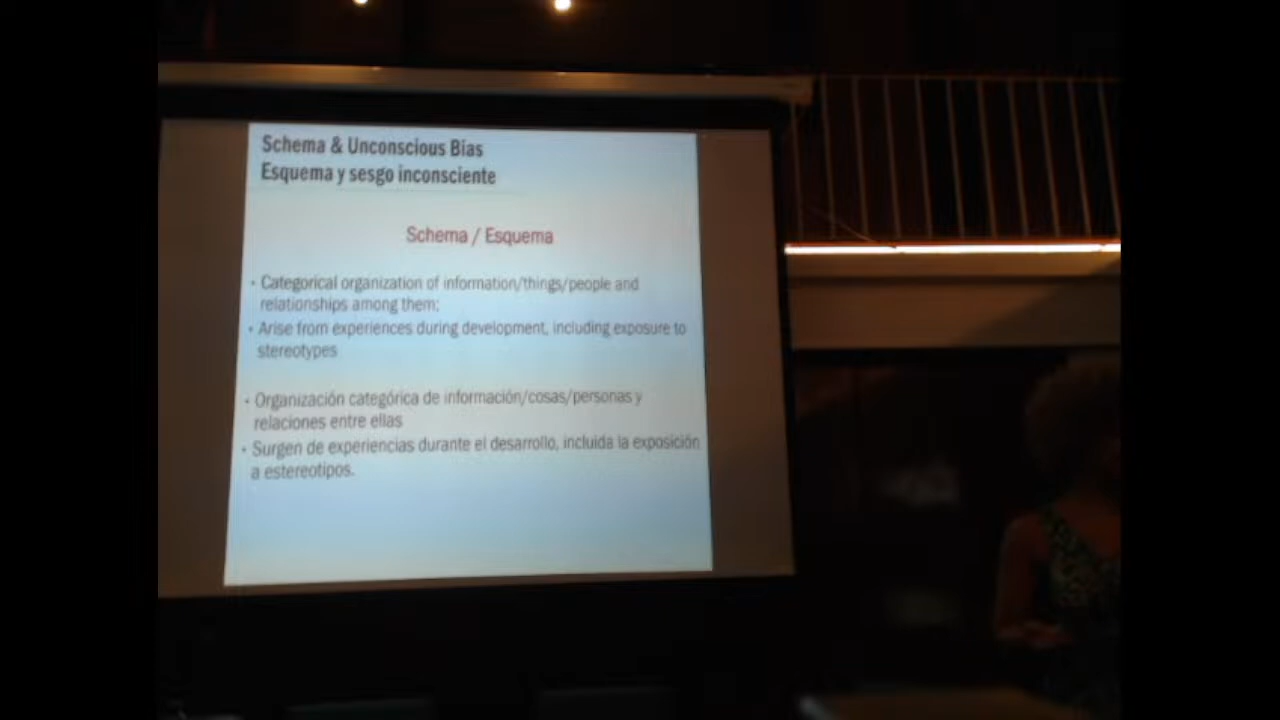 Schema & Unconscious Bias
Esquema y sesgo inconsciente
Schema / Esquema
• Categorical organization of information/things/people and
relationships among them;
• Arise from experiences during development, including exposure to
stereotypes
• Organización categórica de información/cosas/personas y
relaciones entre ellas
• Surgen de experiencias durante el desarrollo, incluida la exposición
a estereotipos.